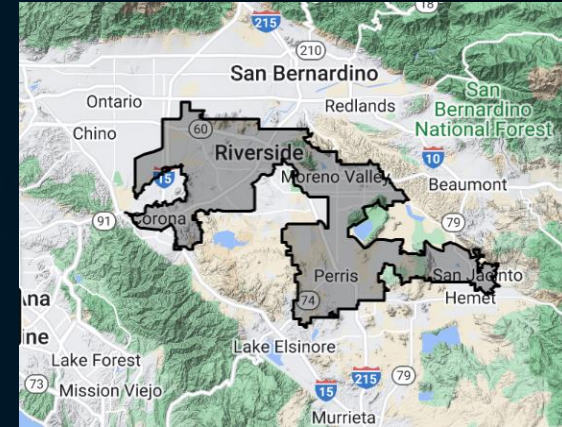 18
215
210
San Bernardino
Ontario
Redlands
San
Bernardino
National Forest
Chino
60
Riverside
10
15
Moreno Valley
Beaumont
91
Corona
79
Perris
San Jacinto
74
Hemet
Ana
ine
Lake Elsinore
Lake Forest
73
Mission Viejo
15
215
79
Murrieta